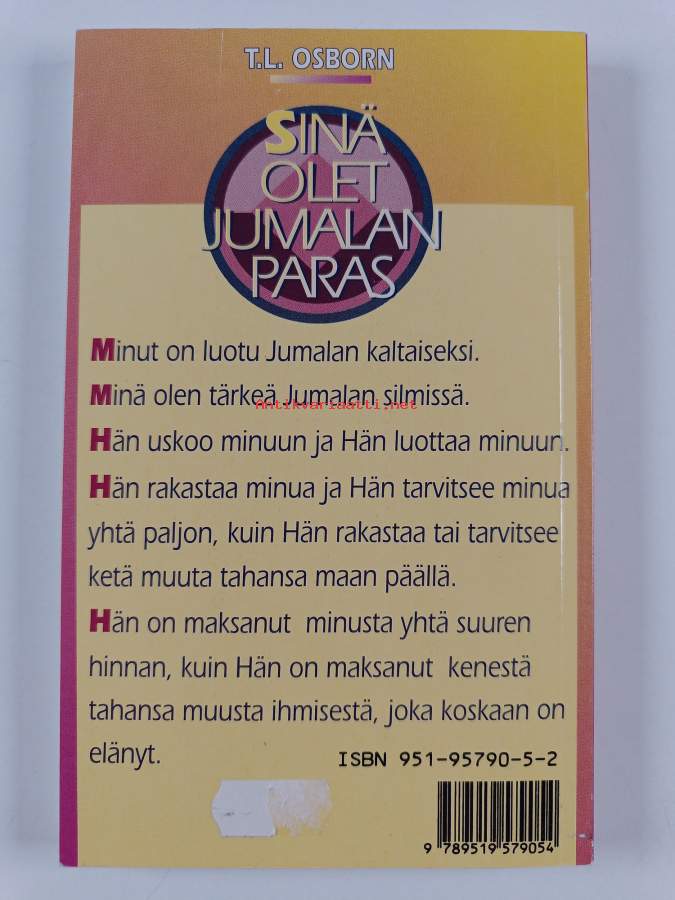 T.L. OSBORN
SINÄ
OLET
JUMALAN
PARAS
Minut on luotu Jumalan kaltaiseksi.
Minä olen tärkeä Jumalan silmissä.
Antikvariaatti.net
Hän uskoo minuun ja Hän luottaa minuun.
Hän rakastaa minua ja Hän tarvitsee minua
yhtä paljon, kuin Hän rakastaa tai tarvitsee
ketä muuta tahansa maan päällä.
Hän on maksanut minusta yhtä suuren
hinnan, kuin Hän on maksanut kenestä
tahansa muusta ihmisestä, joka koskaan on
elänyt.
ISBN 951-95790-5-2
9 789519 579054